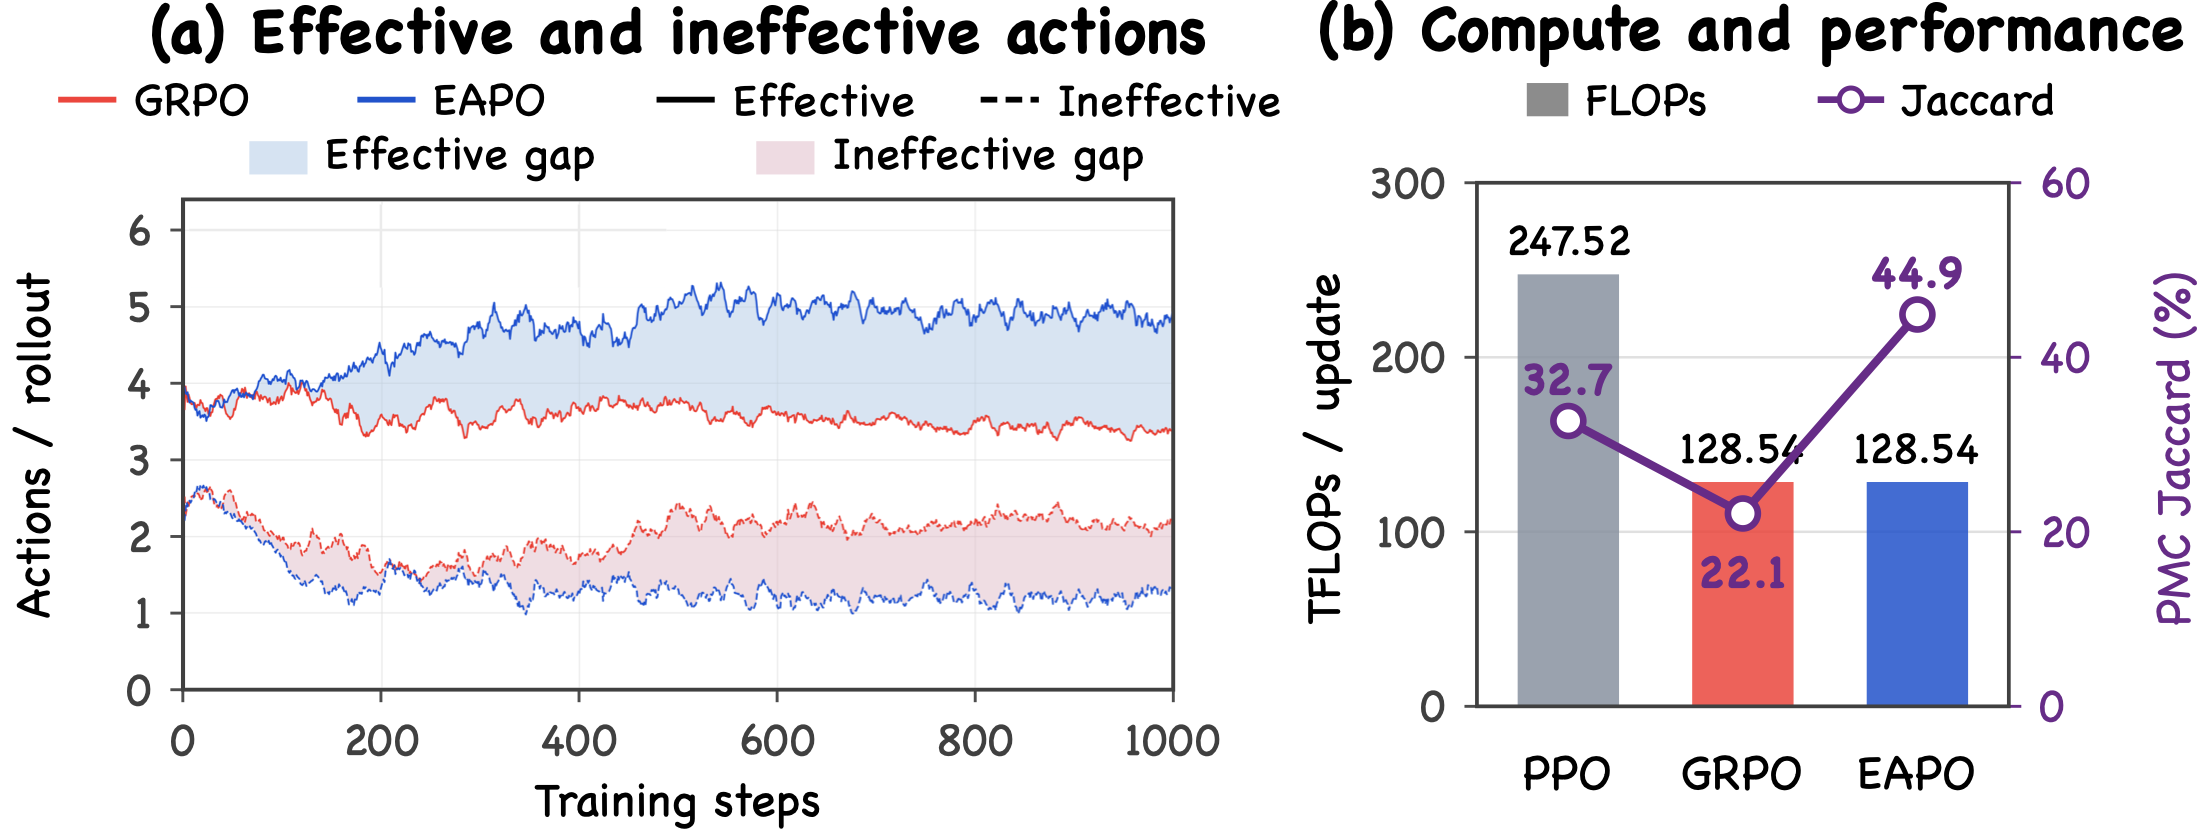 (a) Effective and ineffective actions
GRPO EAPO Effective Ineffective
Effective gap Ineffective gap
Actions / rollout
6
5
4
3
2
1
0
0 200 400 600 800 1000
Training steps
(b) Compute and performance
FLOPs Jaccard
TFLOPs / update
300
200
100
0
247.52
128.54
128.54
32.7
22.1
44.9
60
40
20
0
PMC Jaccard (%)
PPO GRPO EAPO